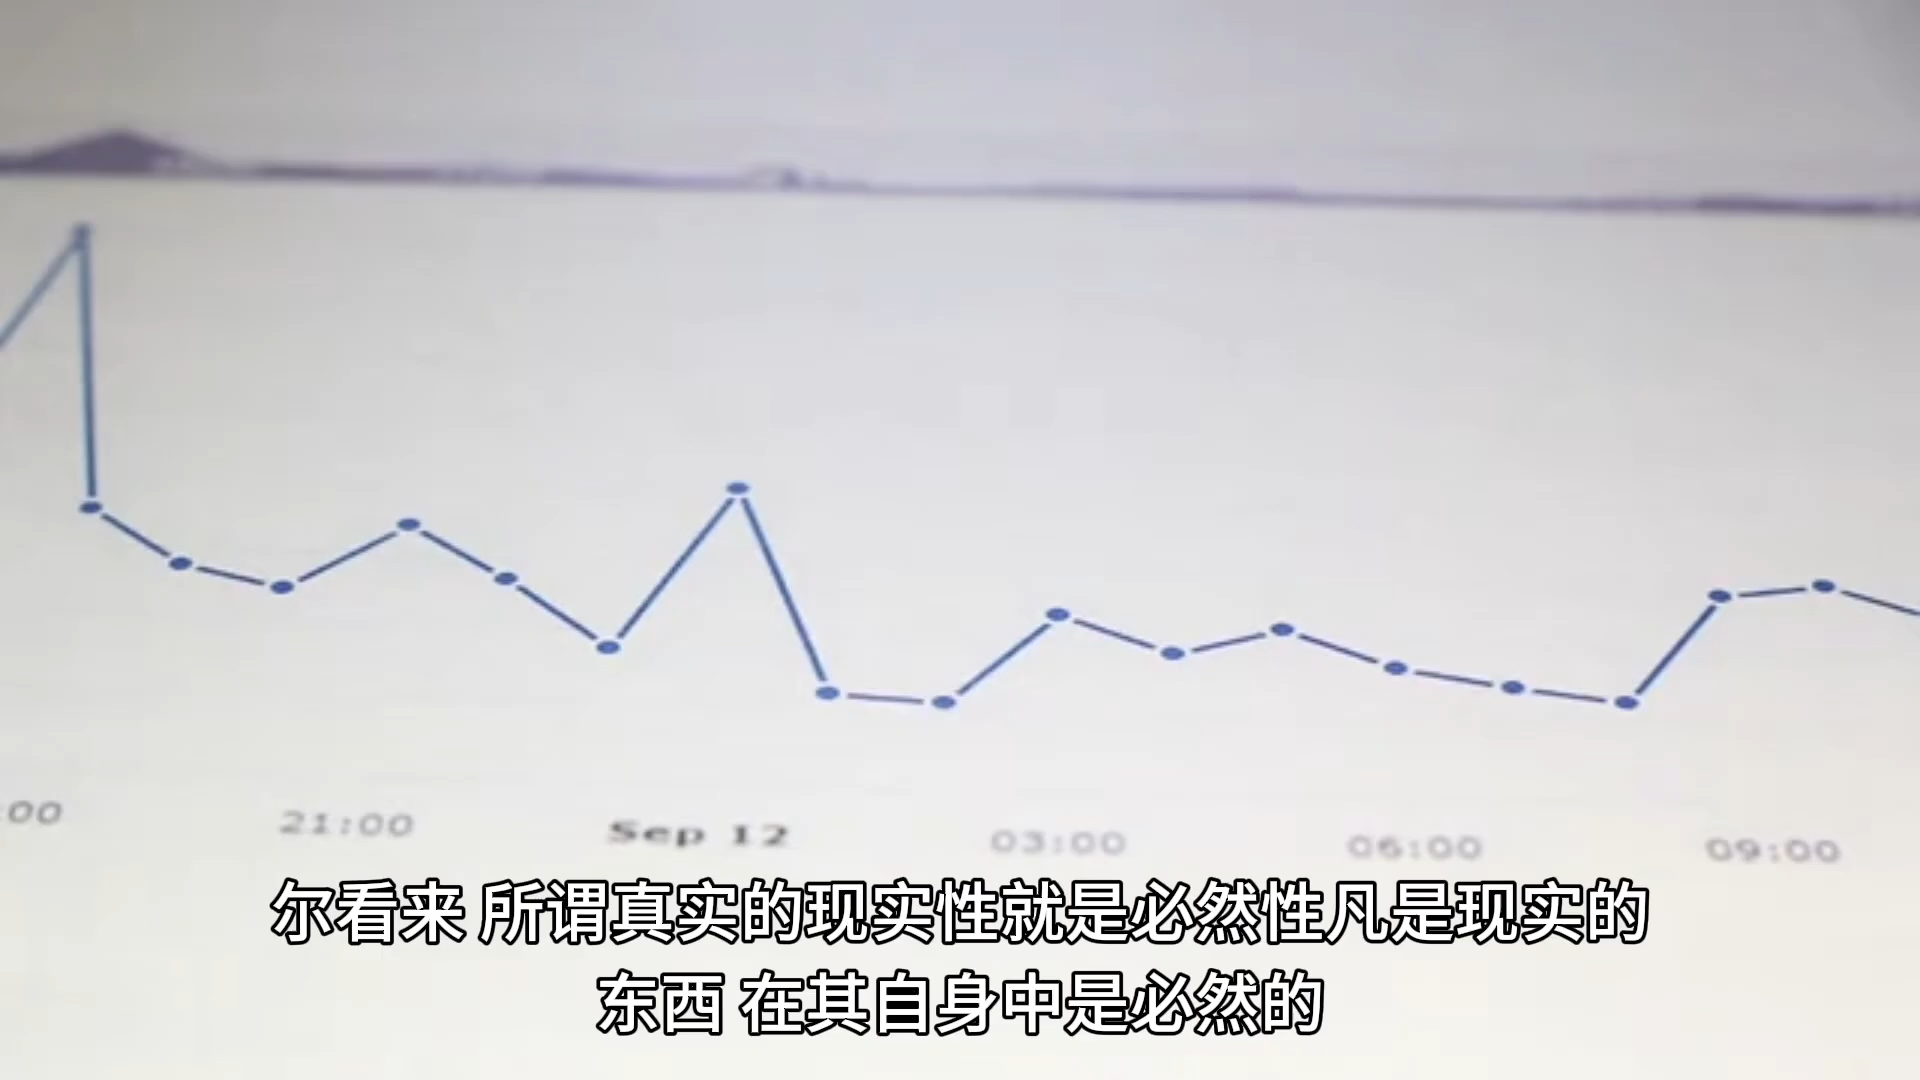 :00
21:00
Sep 12
03:00
06:00
09:00
尔看来 所谓真实的现实性就是必然性凡是现实的
东西 在其自身中是必然的